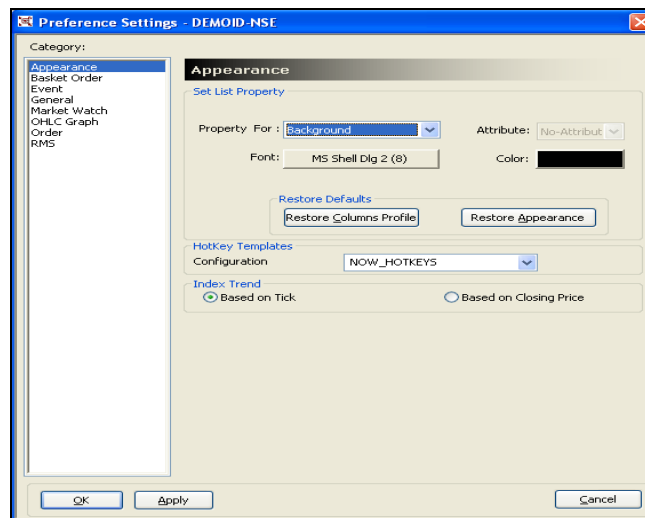 Preference Settings - DEMOID-NSE
Category:
Appearance
Basket Order
Event
General
Market Watch
OHLC Graph
Order
RMS
Appearance
Set List Property
Property For : Background
Attribute: No-Attribut
Font: MS Shell Dlg 2 (8)
Color:
Restore Defaults
Restore Columns Profile
Restore Appearance
HotKey Templates
Configuration NOW_HOTKEYS
Index Trend
Based on Tick
Based on Closing Price
OK
Apply
Cancel